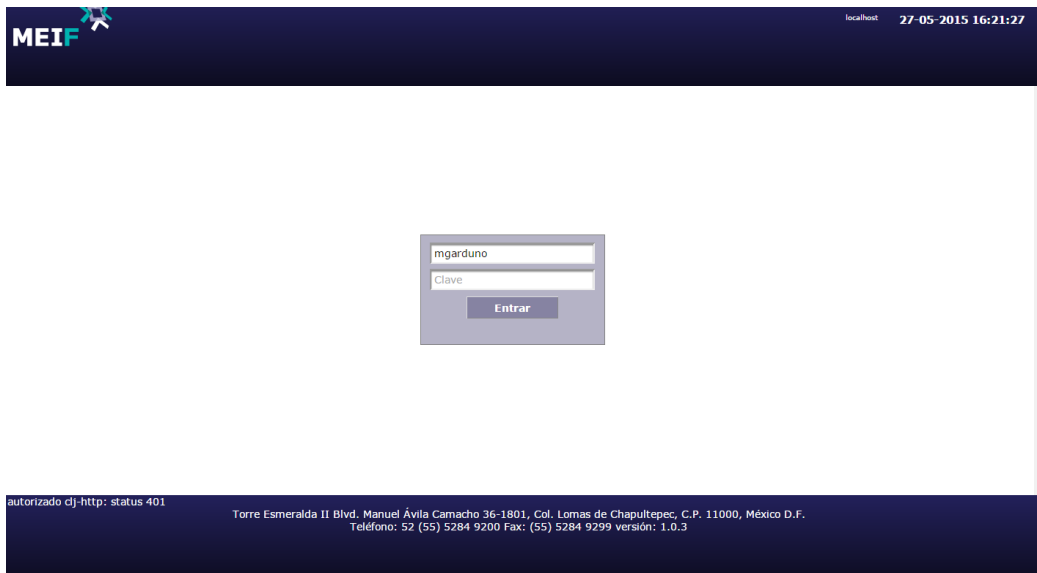 MEIF
localhost 27-05-2015 16:21:27
mgarduno
Clave
Entrar
autorizado clj-http: status 401
Torre Esmeralda II Blvd. Manuel Ávila Camacho 36-1801, Col. Lomas de Chapultepec, C.P. 11000, México D.F.
Teléfono: 52 (55) 5284 9200 Fax: (55) 5284 9299 versión: 1.0.3